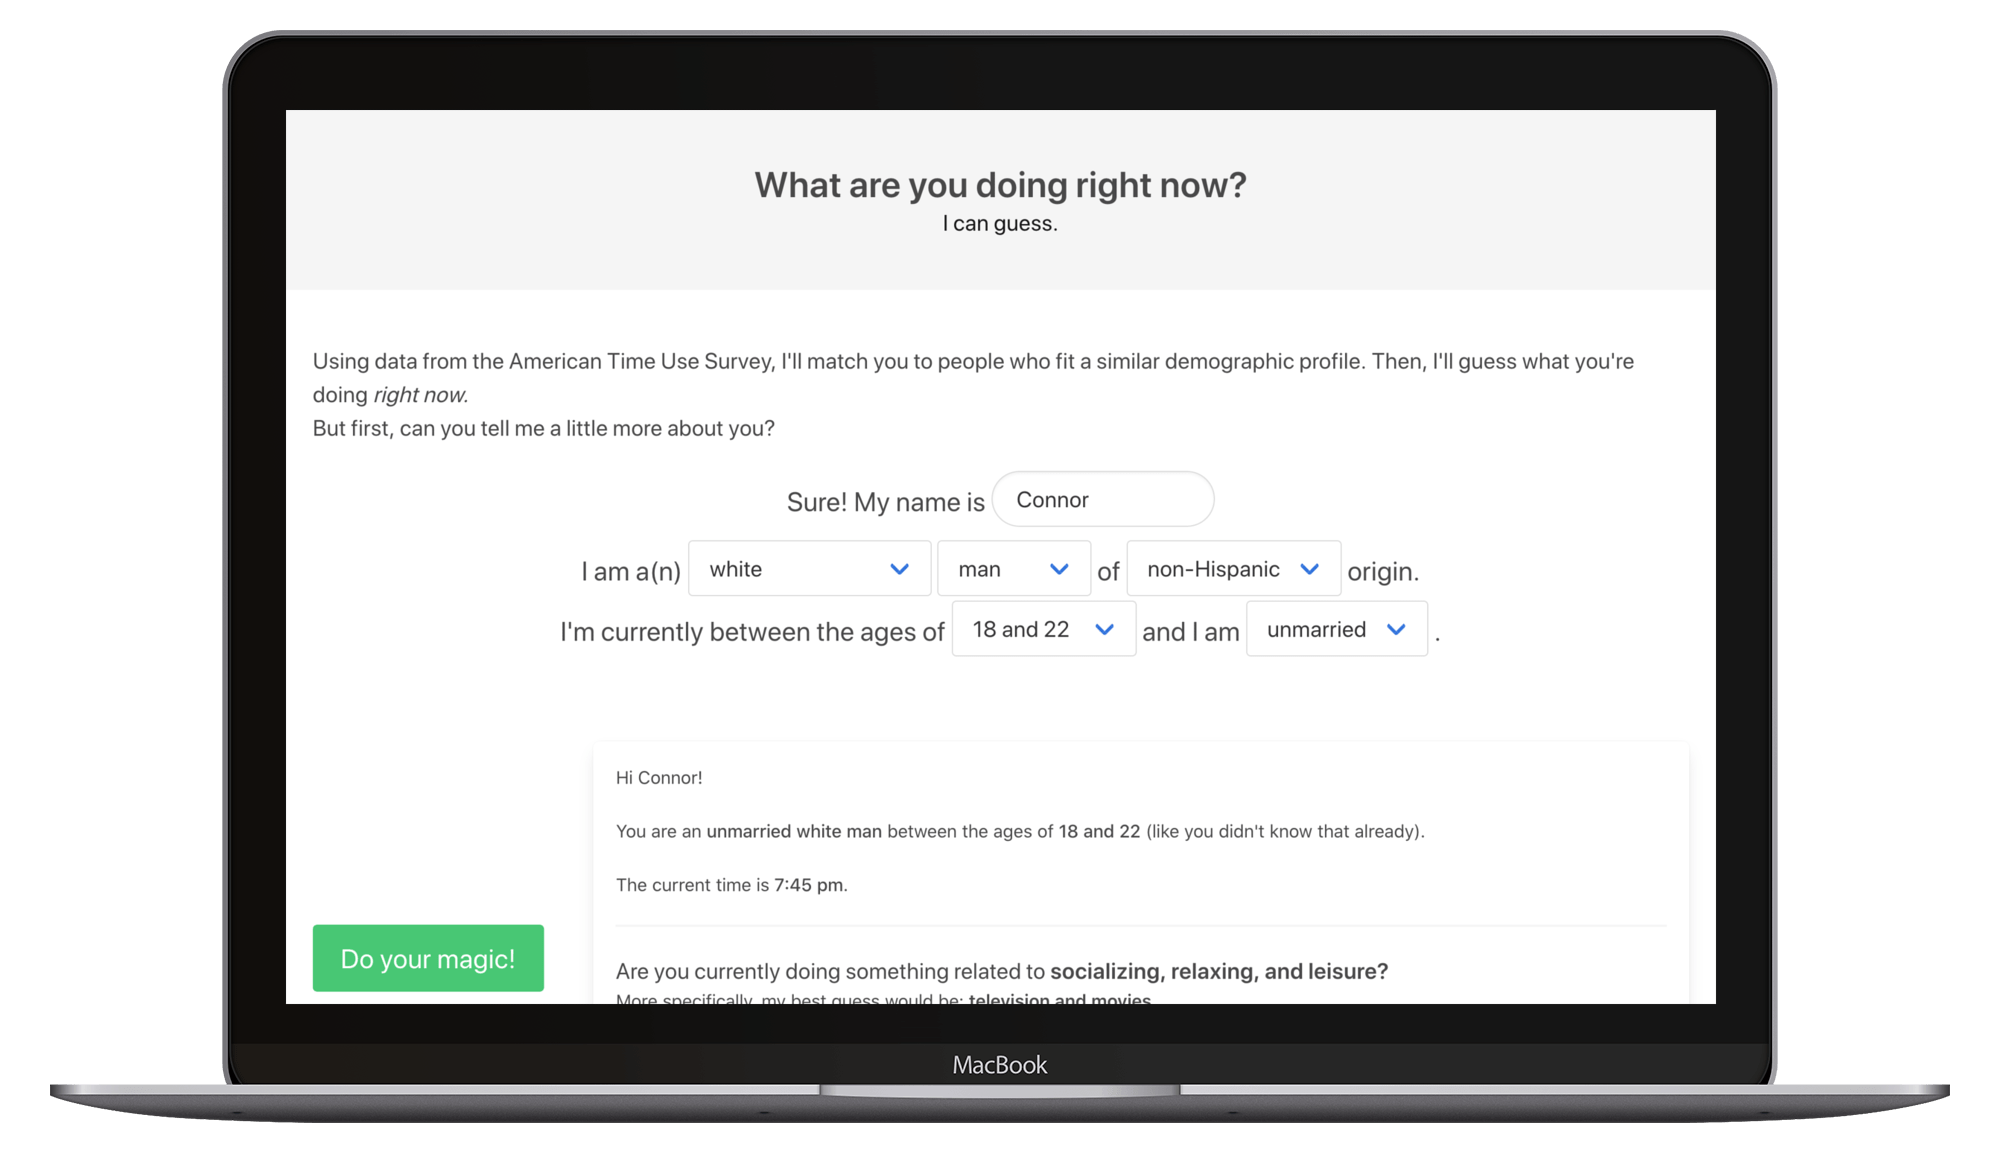 What are you doing right now?
I can guess.
Using data from the American Time Use Survey, I'll match you to people who fit a similar demographic profile. Then, I'll guess what you're
doing right now.
But first, can you tell me a little more about you?
Sure! My name is Connor
I am a(n) white man of non-Hispanic origin.
I'm currently between the ages of 18 and 22 and I am unmarried .
Hi Connor!
You are an unmarried white man between the ages of 18 and 22 (like you didn't know that already).
The current time is 7:45 pm.
Do your magic!
Are you currently doing something related to socializing, relaxing, and leisure?
More specifically, my best guess would be: television and movies
MacBook